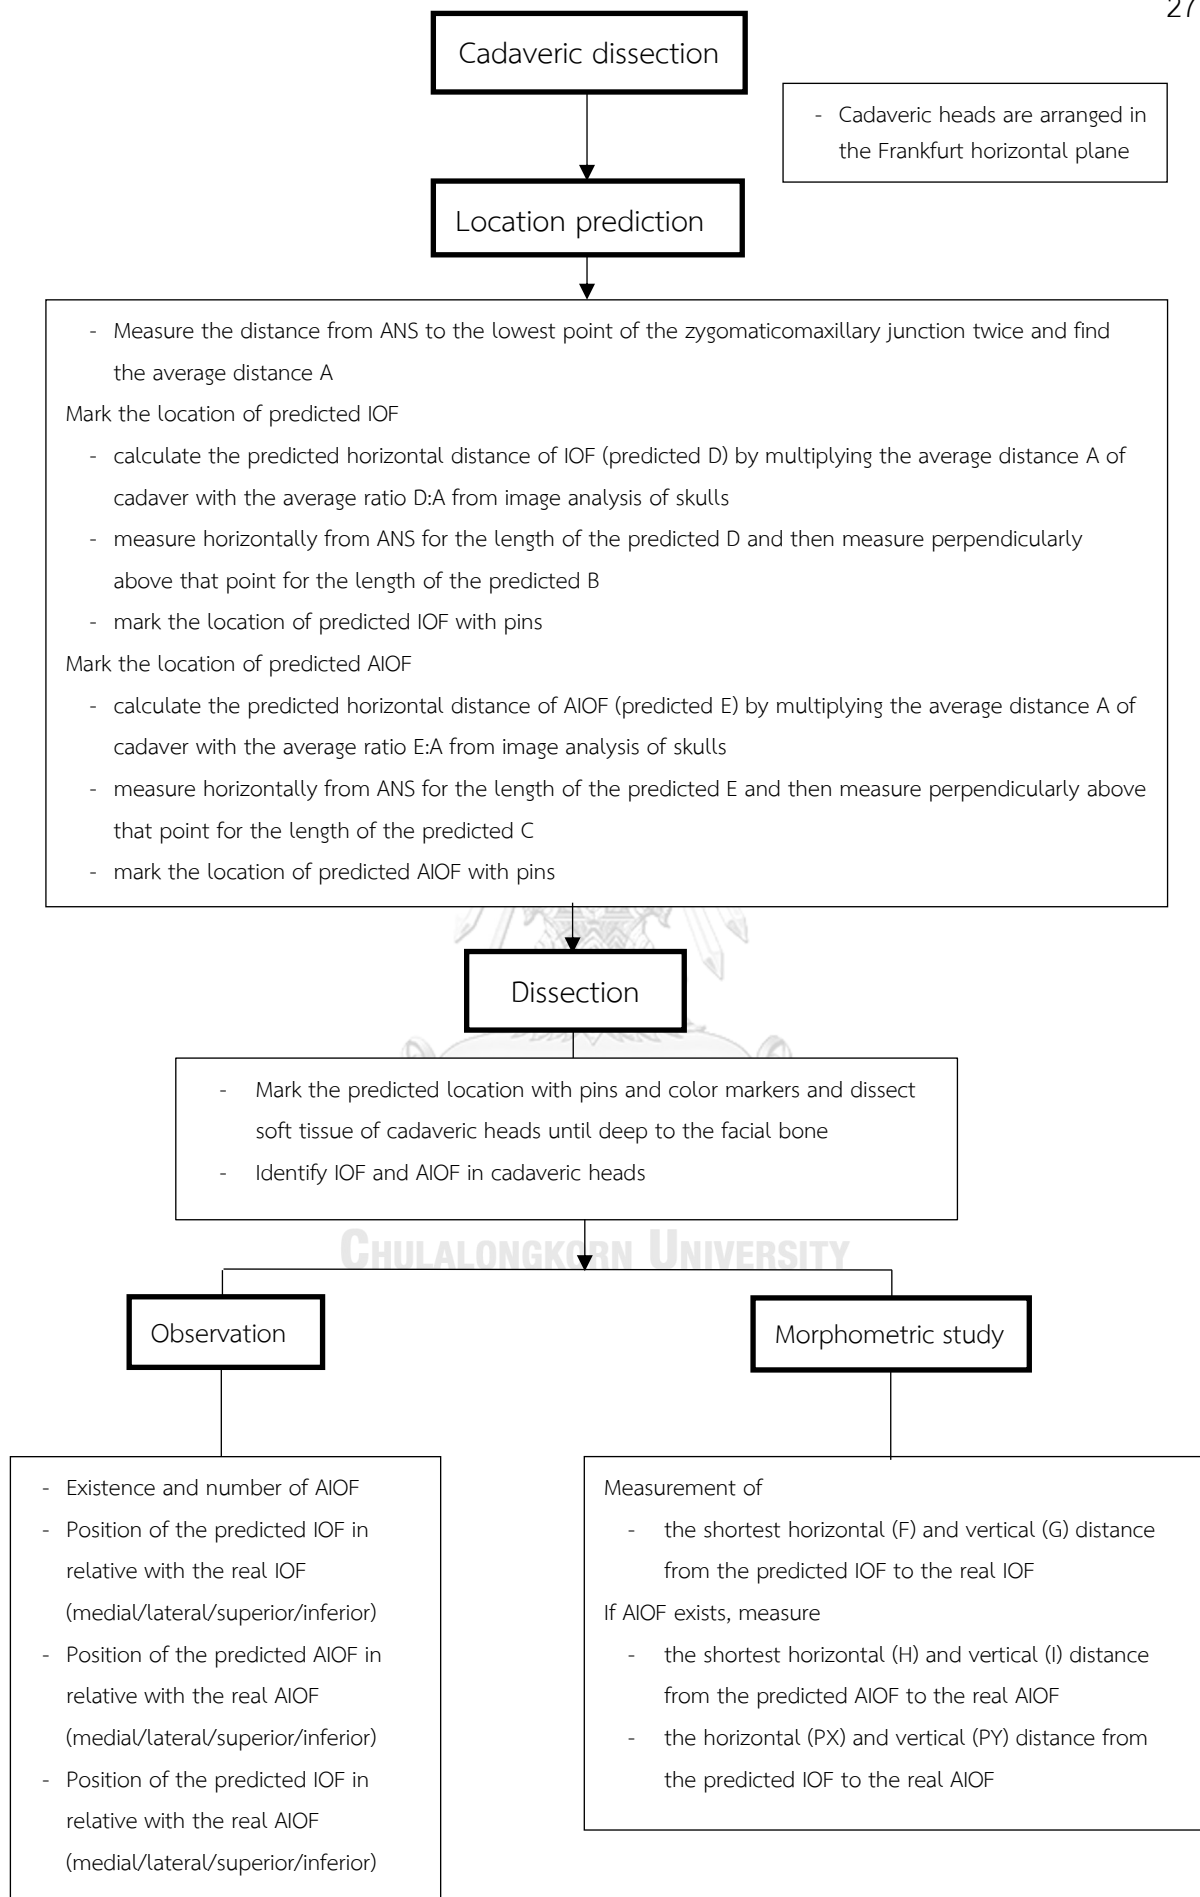 27
Cadaveric dissection
- Cadaveric heads are arranged in
the Frankfurt horizontal plane
Location prediction
- Measure the distance from ANS to the lowest point of the zygomaticomaxillary junction twice and find
the average distance A
Mark the location of predicted IOF
- calculate the predicted horizontal distance of IOF (predicted D) by multiplying the average distance A of
cadaver with the average ratio D:A from image analysis of skulls
- measure horizontally from ANS for the length of the predicted D and then measure perpendicularly
above that point for the length of the predicted B
- mark the location of predicted IOF with pins
Mark the location of predicted AIOF
- calculate the predicted horizontal distance of AIOF (predicted E) by multiplying the average distance A of
cadaver with the average ratio E:A from image analysis of skulls
- measure horizontally from ANS for the length of the predicted E and then measure perpendicularly above
that point for the length of the predicted C
- mark the location of predicted AIOF with pins
Dissection
- Mark the predicted location with pins and color markers and dissect
soft tissue of cadaveric heads until deep to the facial bone
- Identify IOF and AIOF in cadaveric heads
CHULALONGKORN UNIVERSITY
Observation
Morphometric study
- Existence and number of AIOF
- Position of the predicted IOF in
relative with the real IOF
(medial/lateral/superior/inferior)
- Position of the predicted AIOF in
relative with the real AIOF
(medial/lateral/superior/inferior)
- Position of the predicted IOF in
relative with the real AIOF
(medial/lateral/superior/inferior)
Measurement of
- the shortest horizontal (F) and vertical (G) distance
from the predicted IOF to the real IOF
If AIOF exists, measure
- the shortest horizontal (H) and vertical (I) distance
from the predicted AIOF to the real AIOF
- the horizontal (PX) and vertical (PY) distance from
the predicted IOF to the real AIOF